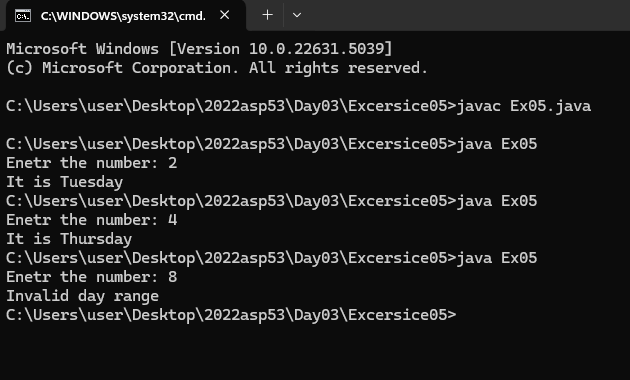 C:\WINDOWS\system32\cmd.
Microsoft Windows [Version 10.0.22631.5039]
(c) Microsoft Corporation. All rights reserved.
C:\Users\user\Desktop\2022asp53\Day03\Excersice05>javac Ex05.java
C:\Users\user\Desktop\2022asp53\Day03\Excersice05>java Ex05
Enetr the number: 2
It is Tuesday
C:\Users\user\Desktop\2022asp53\Day03\Excersice05>java Ex05
Enetr the number: 4
It is Thursday
C:\Users\user\Desktop\2022asp53\Day03\Excersice05>java Ex05
Enetr the number: 8
Invalid day range
C:\Users\user\Desktop\2022asp53\Day03\Excersice05>